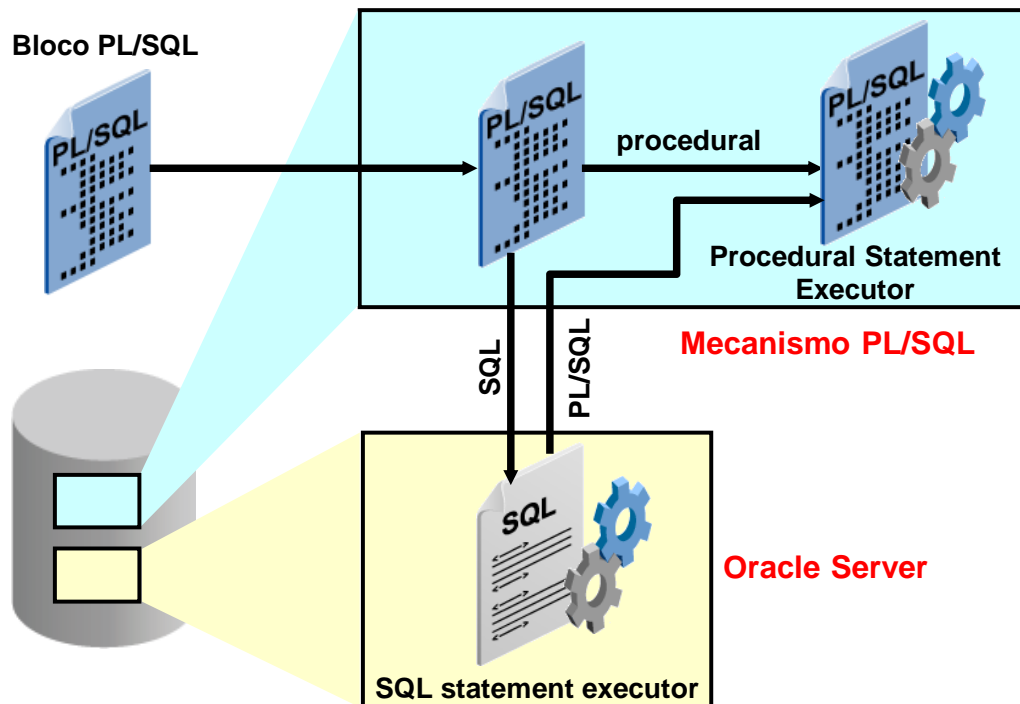 Bloco PL/SQL
PL/SQL
PL/SQL
procedural
PL/SQL
Procedural Statement
Executor
Mecanismo PL/SQL
SQL
PL/SQL
SQL
Oracle Server
SQL statement executor